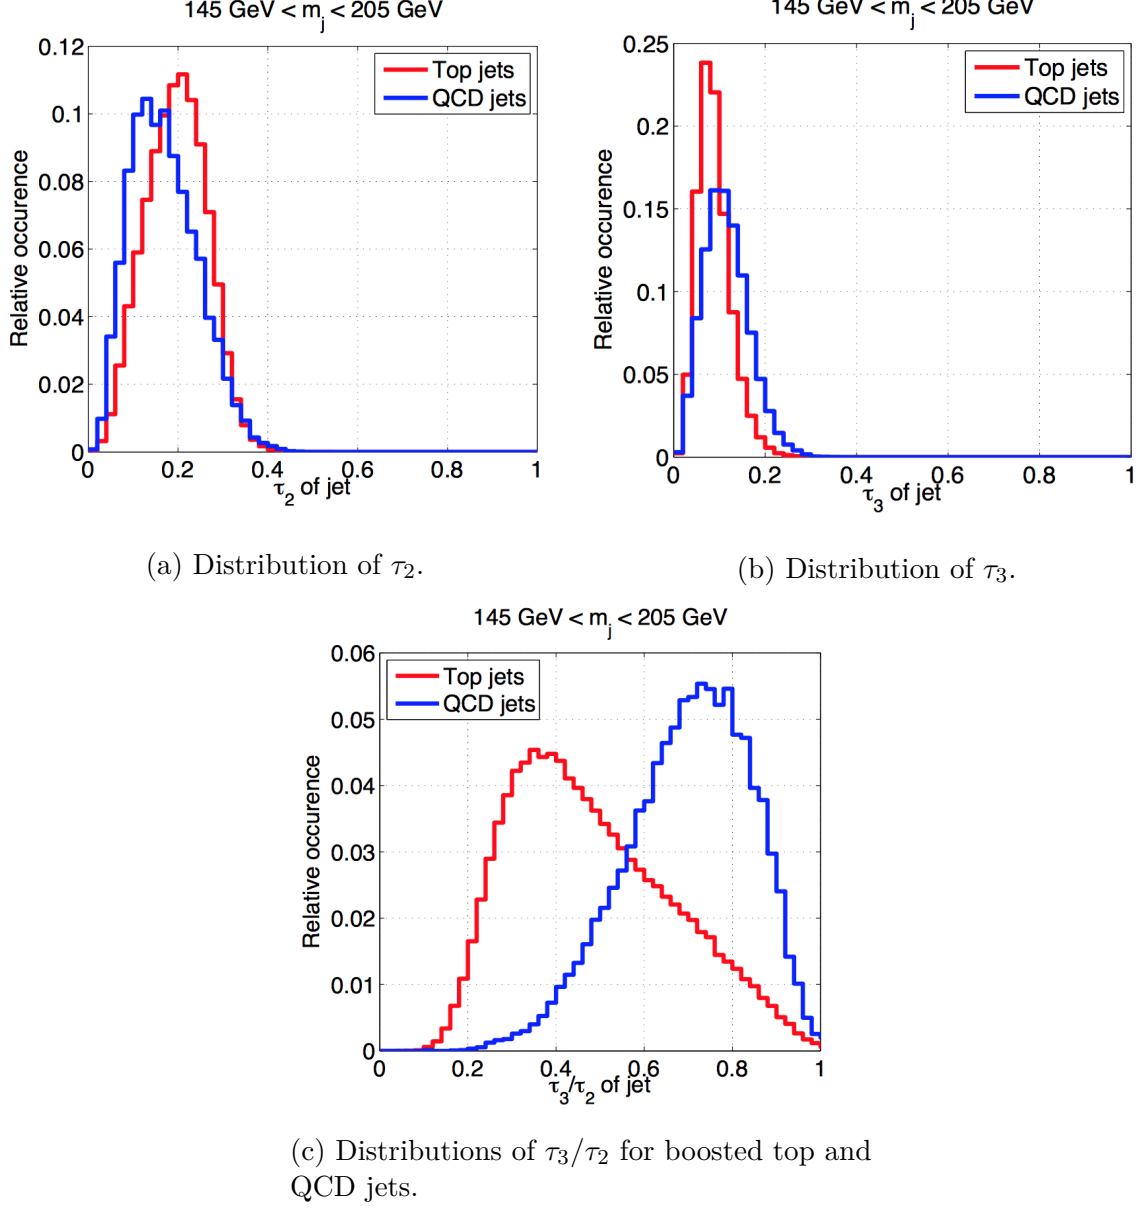 145 GeV < m_j < 205 GeV
0.12
0.1
0.08
0.06
0.04
0.02
0
Relative occurence
Top jets
QCD jets
0 0.2 0.4 0.6 0.8 1
τ_2 of jet
(a) Distribution of τ_2.
145 GeV < m_j < 205 GeV
0.25
0.2
0.15
0.1
0.05
0
Relative occurence
Top jets
QCD jets
0 0.2 0.4 0.6 0.8 1
τ_3 of jet
(b) Distribution of τ_3.
145 GeV < m_j < 205 GeV
0.06
0.05
0.04
0.03
0.02
0.01
0
Relative occurence
Top jets
QCD jets
0 0.2 0.4 0.6 0.8 1
τ_3/τ_2 of jet
(c) Distributions of τ_3/τ_2 for boosted top and
QCD jets.